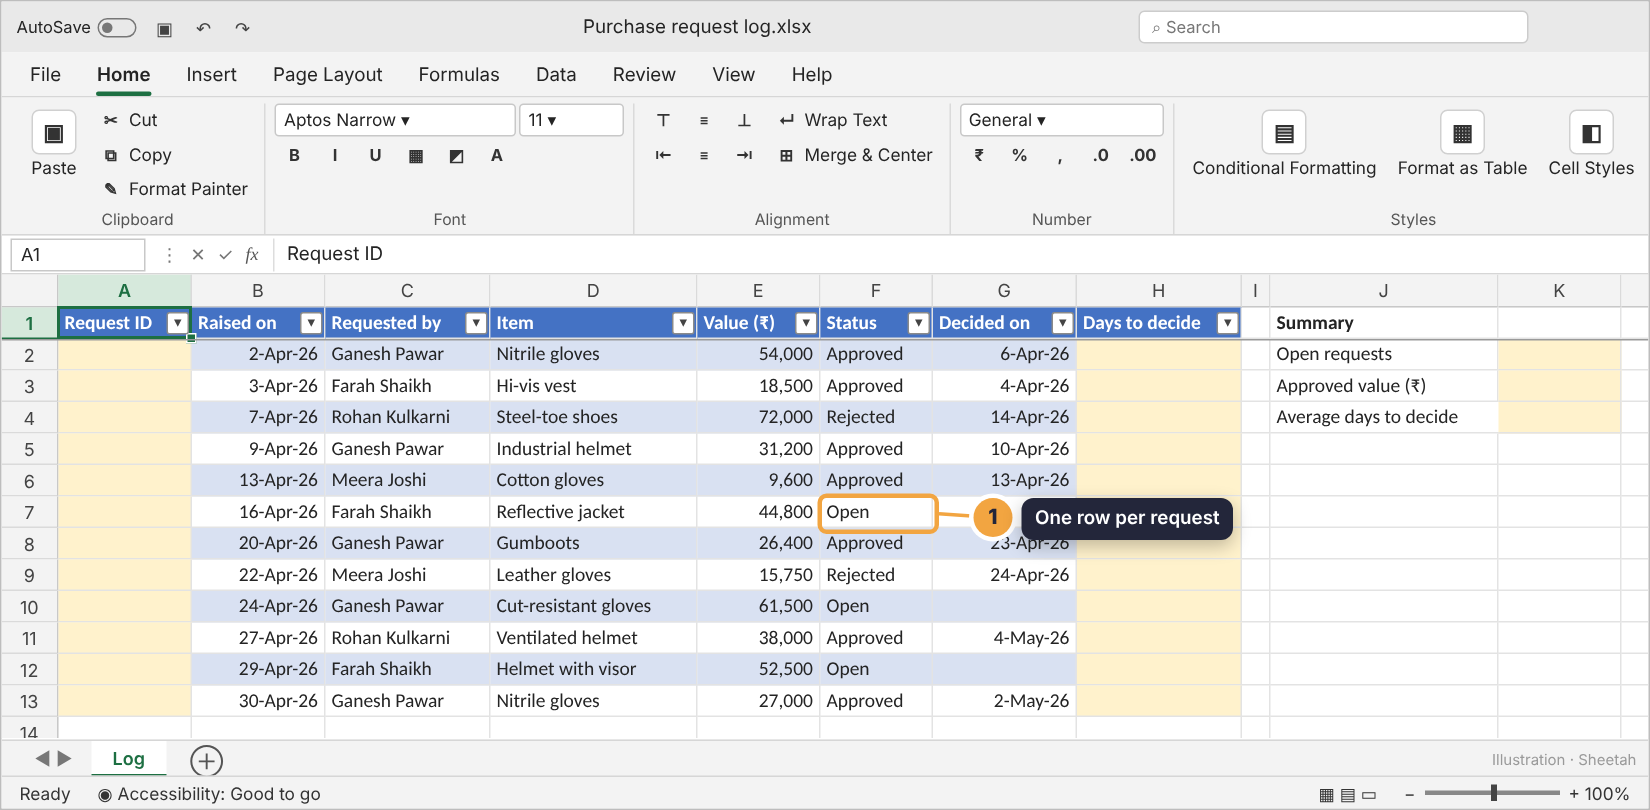 AutoSave Purchase request log.xlsx Search
File Home Insert Page Layout Formulas Data Review View Help
Paste Cut Copy Format Painter Clipboard
Aptos Narrow 11 B I U A Font
Wrap Text Merge & Center Alignment
General ₹ % , .0 .00 Number
Conditional Formatting Format as Table Cell Styles Styles
A1 fx Request ID
A B C D E F G H I J K
1 Request ID Raised on Requested by Item Value (₹) Status Decided on Days to decide Summary
2 2-Apr-26 Ganesh Pawar Nitrile gloves 54,000 Approved 6-Apr-26 Open requests
3 3-Apr-26 Farah Shaikh Hi-vis vest 18,500 Approved 4-Apr-26 Approved value (₹)
4 7-Apr-26 Rohan Kulkarni Steel-toe shoes 72,000 Rejected 14-Apr-26 Average days to decide
5 9-Apr-26 Ganesh Pawar Industrial helmet 31,200 Approved 10-Apr-26
6 13-Apr-26 Meera Joshi Cotton gloves 9,600 Approved 13-Apr-26
7 16-Apr-26 Farah Shaikh Reflective jacket 44,800 Open 1 One row per request
8 20-Apr-26 Ganesh Pawar Gumboots 26,400 Approved 23-Apr-26
9 22-Apr-26 Meera Joshi Leather gloves 15,750 Rejected 24-Apr-26
10 24-Apr-26 Ganesh Pawar Cut-resistant gloves 61,500 Open
11 27-Apr-26 Rohan Kulkarni Ventilated helmet 38,000 Approved 4-May-26
12 29-Apr-26 Farah Shaikh Helmet with visor 52,500 Open
13 30-Apr-26 Ganesh Pawar Nitrile gloves 27,000 Approved 2-May-26
14
Log Illustration · Sheetah
Ready Accessibility: Good to go − + 100%